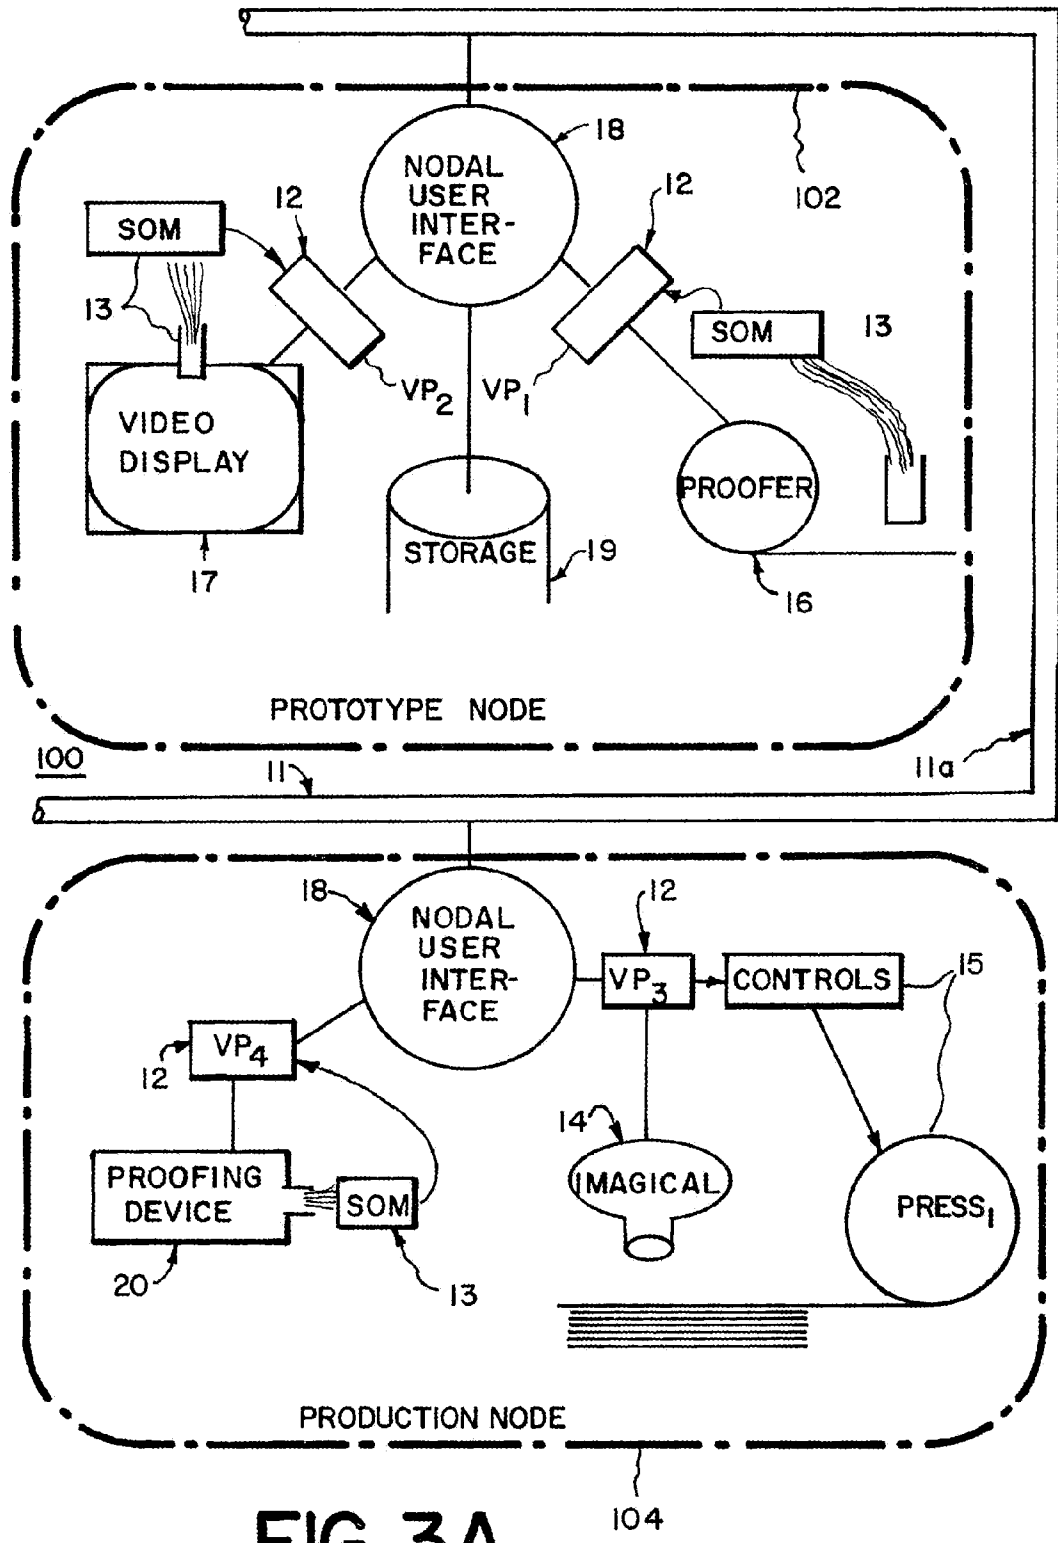 18
NODAL
USER
INTER-
FACE
12
12
102
SOM
13
SOM
13
VP2
VP1
VIDEO
DISPLAY
PROOFER
STORAGE
19
17
16
PROTOTYPE NODE
100
11
11a
18
NODAL
USER
INTER-
FACE
12
VP3
CONTROLS
15
VP4
12
14
IMAGICAL
PROOFING
DEVICE
SOM
PRESS1
20
13
PRODUCTION NODE
104
FIG. 3A